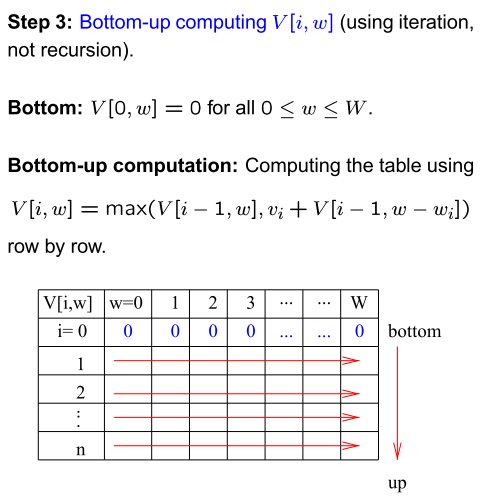 Step 3: Bottom-up computing V[i, w] (using iteration,
not recursion).
Bottom: V[0, w] = 0 for all 0 ≤ w ≤ W.
Bottom-up computation: Computing the table using
V[i, w] = max(V[i − 1, w], v_i + V[i − 1, w − w_i])
row by row.
V[i,w] w=0 1 2 3 ... ... W
i= 0 0 0 0 0 ... ... 0 bottom
1
2
⋮
n
up